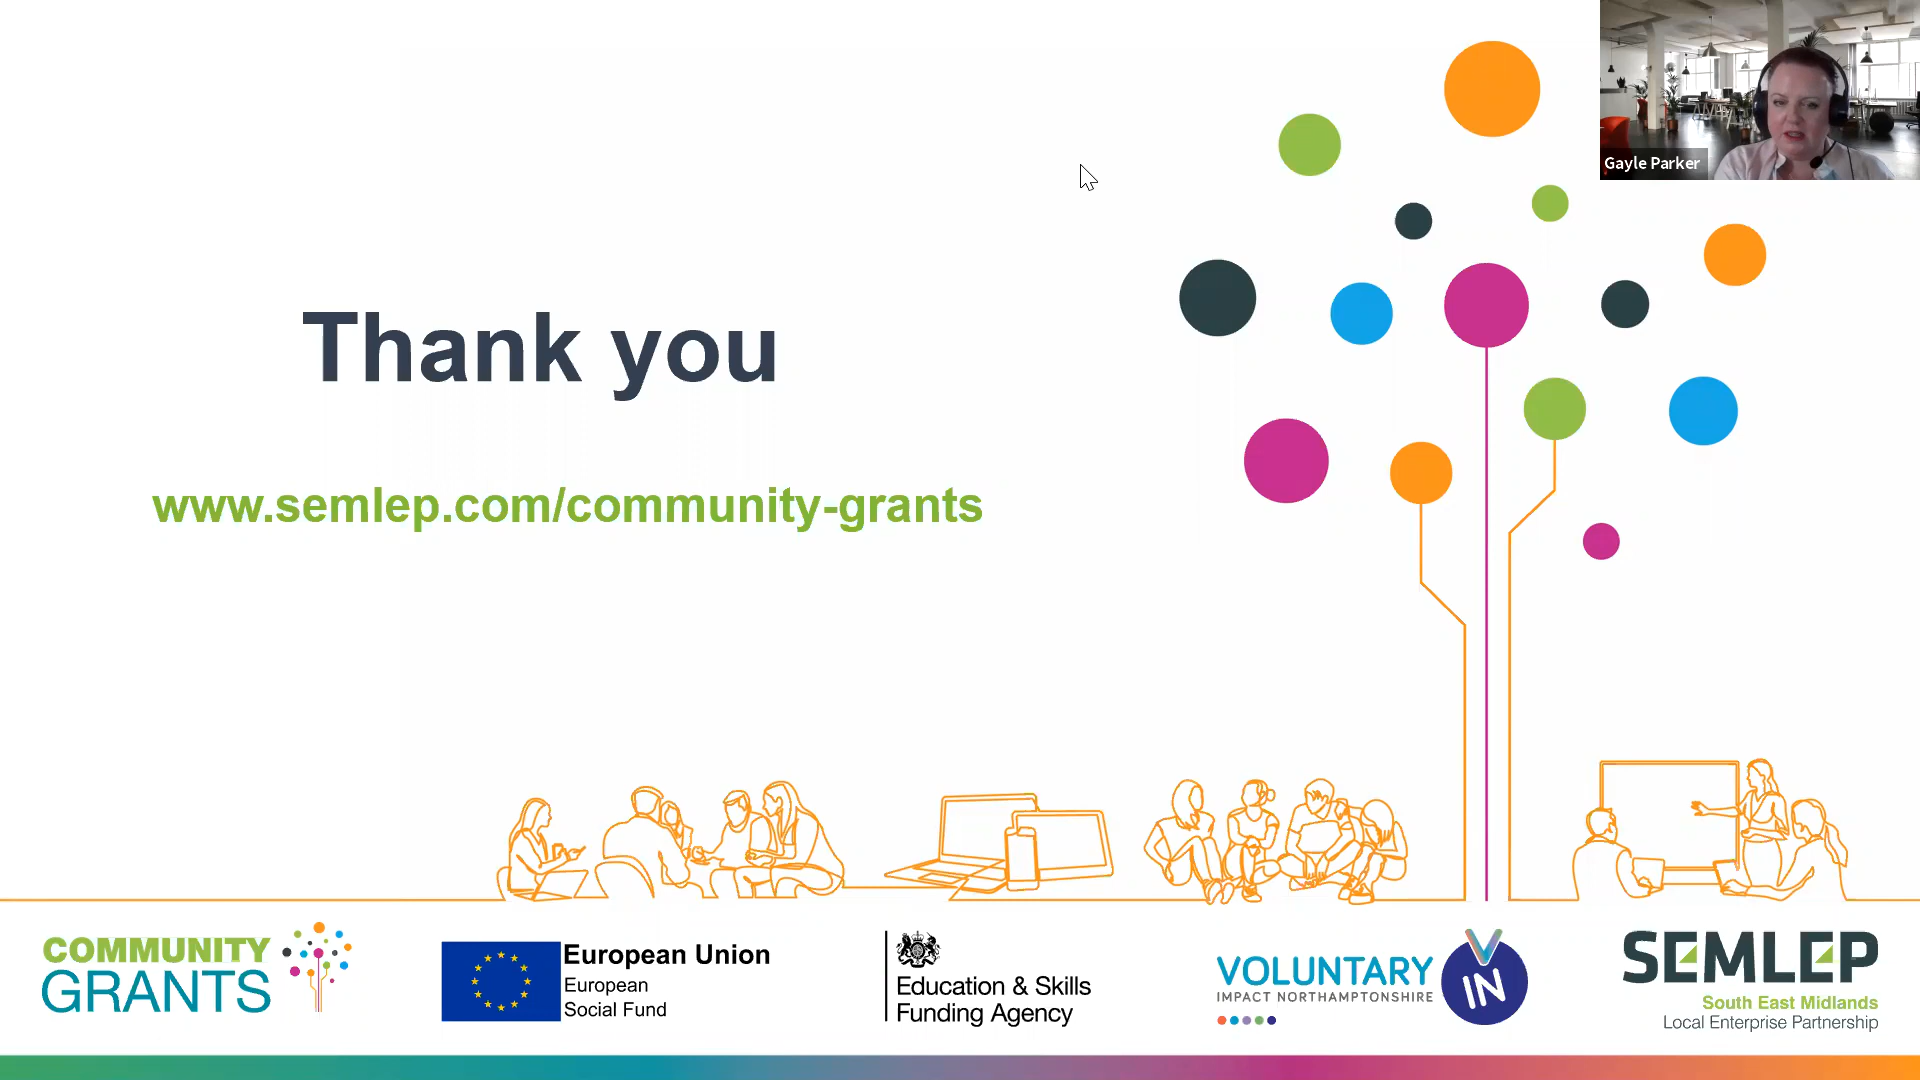 Gayle Parker
Thank you
www.semlep.com/community-grants
COMMUNITY
GRANTS
European Union
European
Social Fund
Education & Skills
Funding Agency
VOLUNTARY
IMPACT NORTHAMPTONSHIRE
IN
SEMLEP
South East Midlands
Local Enterprise Partnership